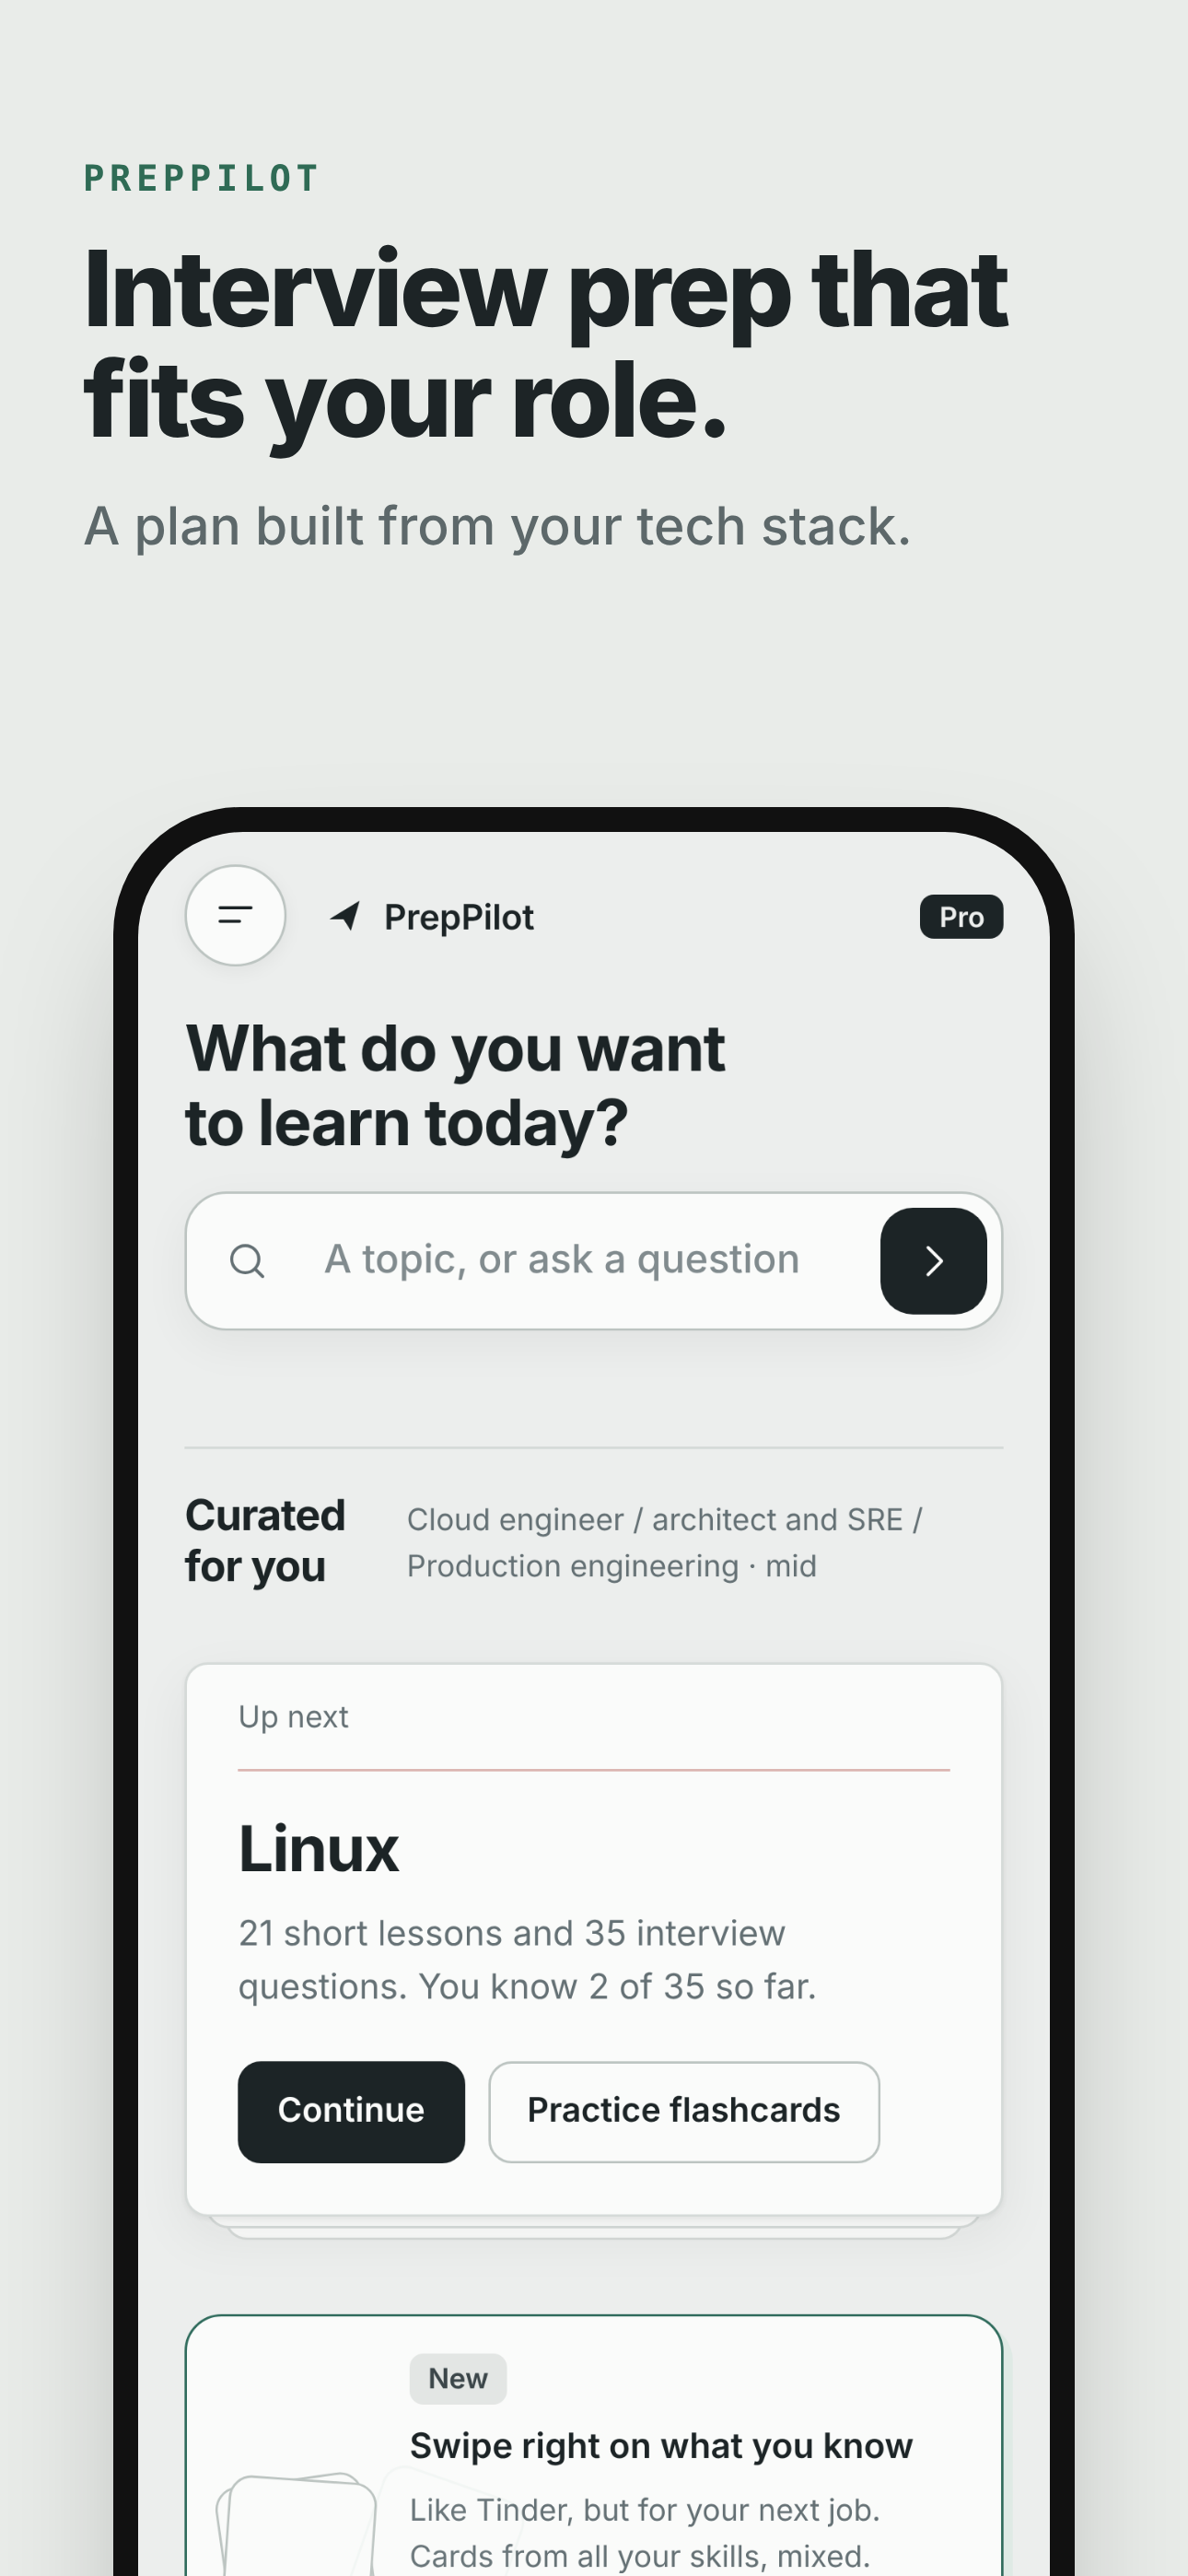 PREPPILOT
Interview prep that
fits your role.
A plan built from your tech stack.
PrepPilot
Pro
What do you want
to learn today?
A topic, or ask a question
Curated
for you
Cloud engineer / architect and SRE /
Production engineering · mid
Up next
Linux
21 short lessons and 35 interview
questions. You know 2 of 35 so far.
Continue
Practice flashcards
New
Swipe right on what you know
Like Tinder, but for your next job.
Cards from all your skills, mixed.